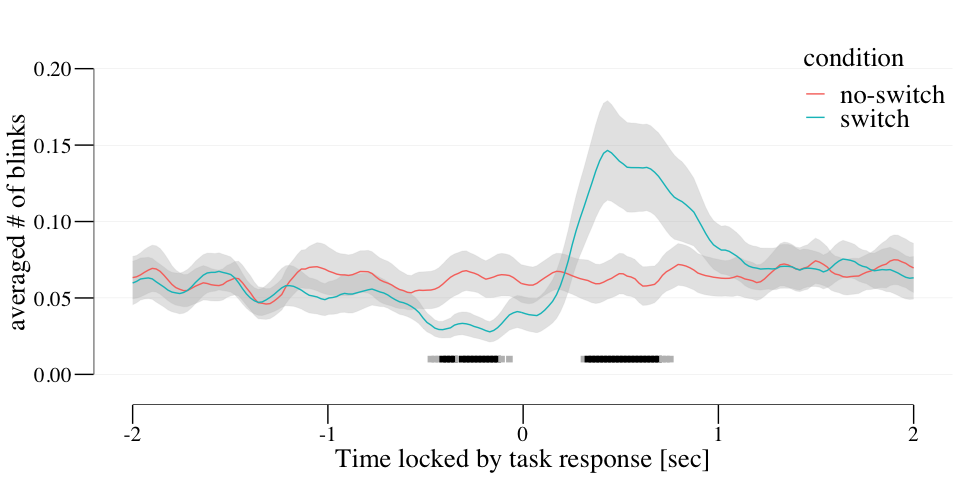 condition
no-switch
switch
averaged # of blinks
0.20
0.15
0.10
0.05
0.00
-2 -1 0 1 2
Time locked by task response [sec]